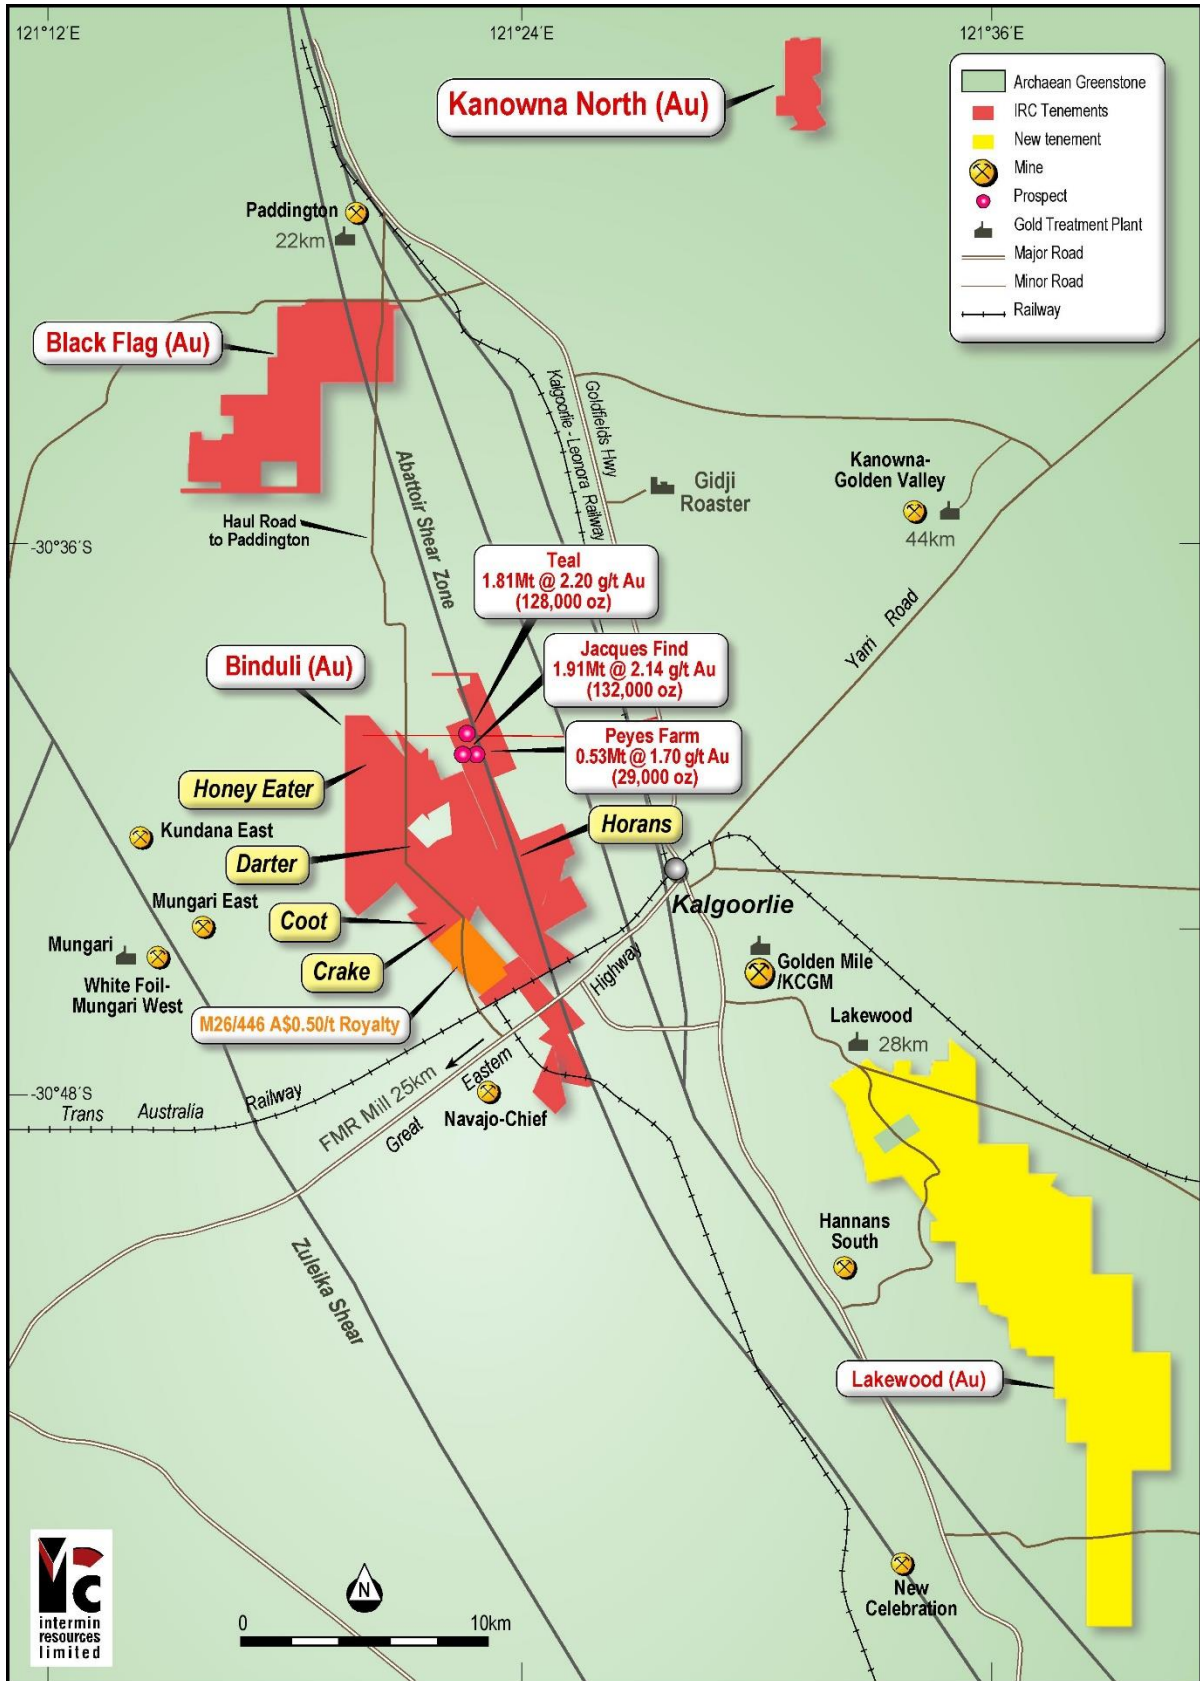 121°12'E
121°24'E
121°36'E
Kanowna North (Au)
Archaean Greenstone
IRC Tenements
New tenement
Mine
Prospect
Gold Treatment Plant
Major Road
Minor Road
Railway
Paddington
22km
Black Flag (Au)
Goldfields Hwy
Kalgoorlie - Leonora Railway
Abattoir Shear Zone
Gidji
Roaster
Kanowna-
Golden Valley
44km
Haul Road
to Paddington
-30°36'S
Teal
1.81Mt @ 2.20 g/t Au
(128,000 oz)
Yarri Road
Jacques Find
1.91Mt @ 2.14 g/t Au
(132,000 oz)
Binduli (Au)
Peyes Farm
0.53Mt @ 1.70 g/t Au
(29,000 oz)
Honey Eater
Horans
Kundana East
Darter
Kalgoorlie
Mungari East
Coot
Mungari
White Foil-
Mungari West
Crake
Golden Mile
/KCGM
M26/446 A$0.50/t Royalty
Lakewood
28km
-30°48'S
Trans Australia Railway
FMR Mill 25km
Great Eastern Highway
Navajo-Chief
Hannans
South
Zuleika Shear
Lakewood (Au)
New
Celebration
N
0
10km
intermin
resources
limited